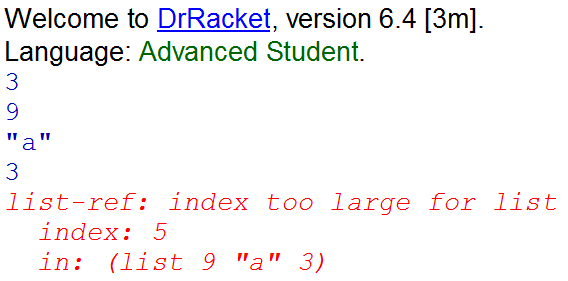 Welcome to DrRacket, version 6.4 [3m].
Language: Advanced Student.
3
9
"a"
3
list-ref: index too large for list
  index: 5
  in: (list 9 "a" 3)